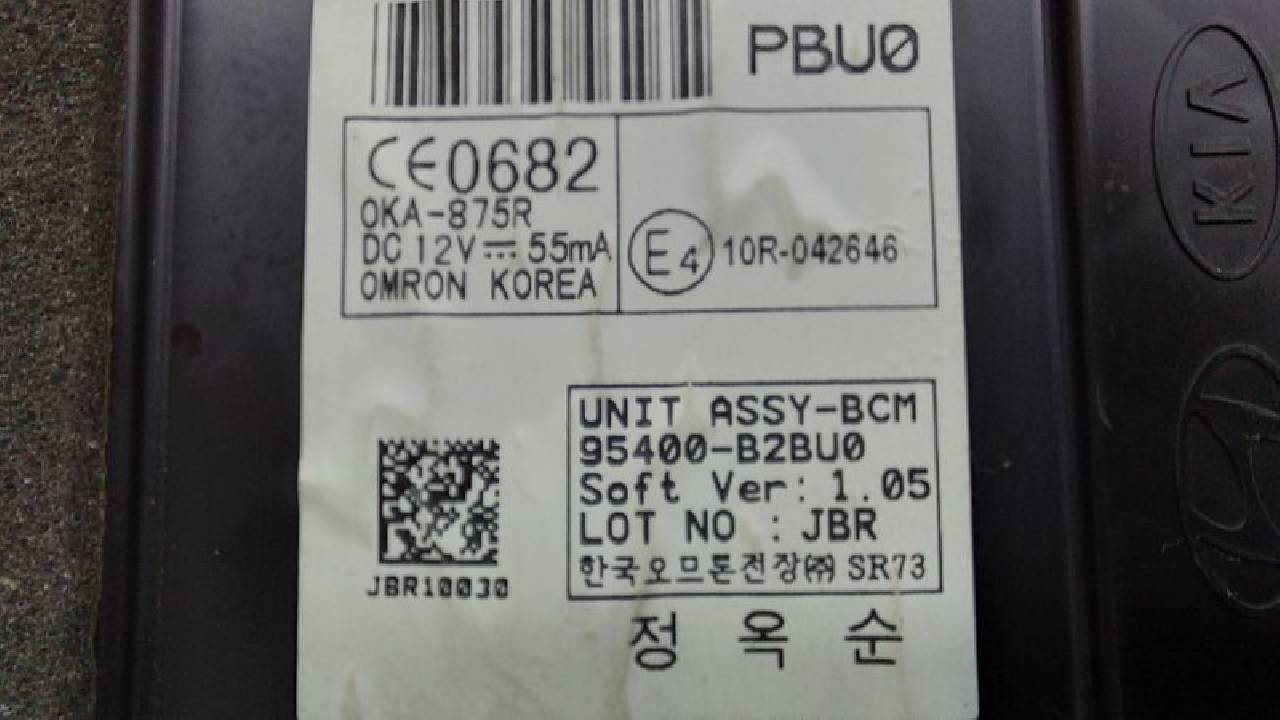 PBU0
CE0682
OKA-875R
DC 12V ⎓ 55mA
OMRON KOREA
E4 10R-042646
UNIT ASSY-BCM
95400-B2BU0
Soft Ver: 1.05
LOT NO : JBR
한국오므론전장㈜ SR73
JBR10030
정 옥 순
KIA